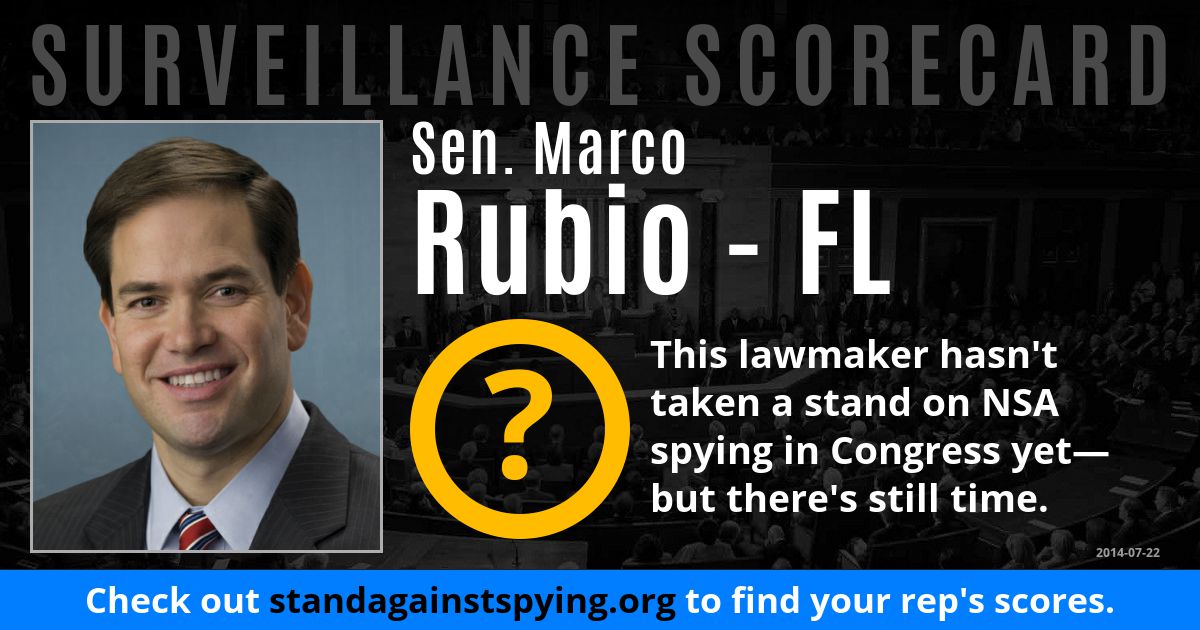 SURVEILLANCE SCORECARD
Sen. Marco
Rubio - FL
?
This lawmaker hasn't
taken a stand on NSA
spying in Congress yet—
but there's still time.
2014-07-22
Check out standagainstspying.org to find your rep's scores.